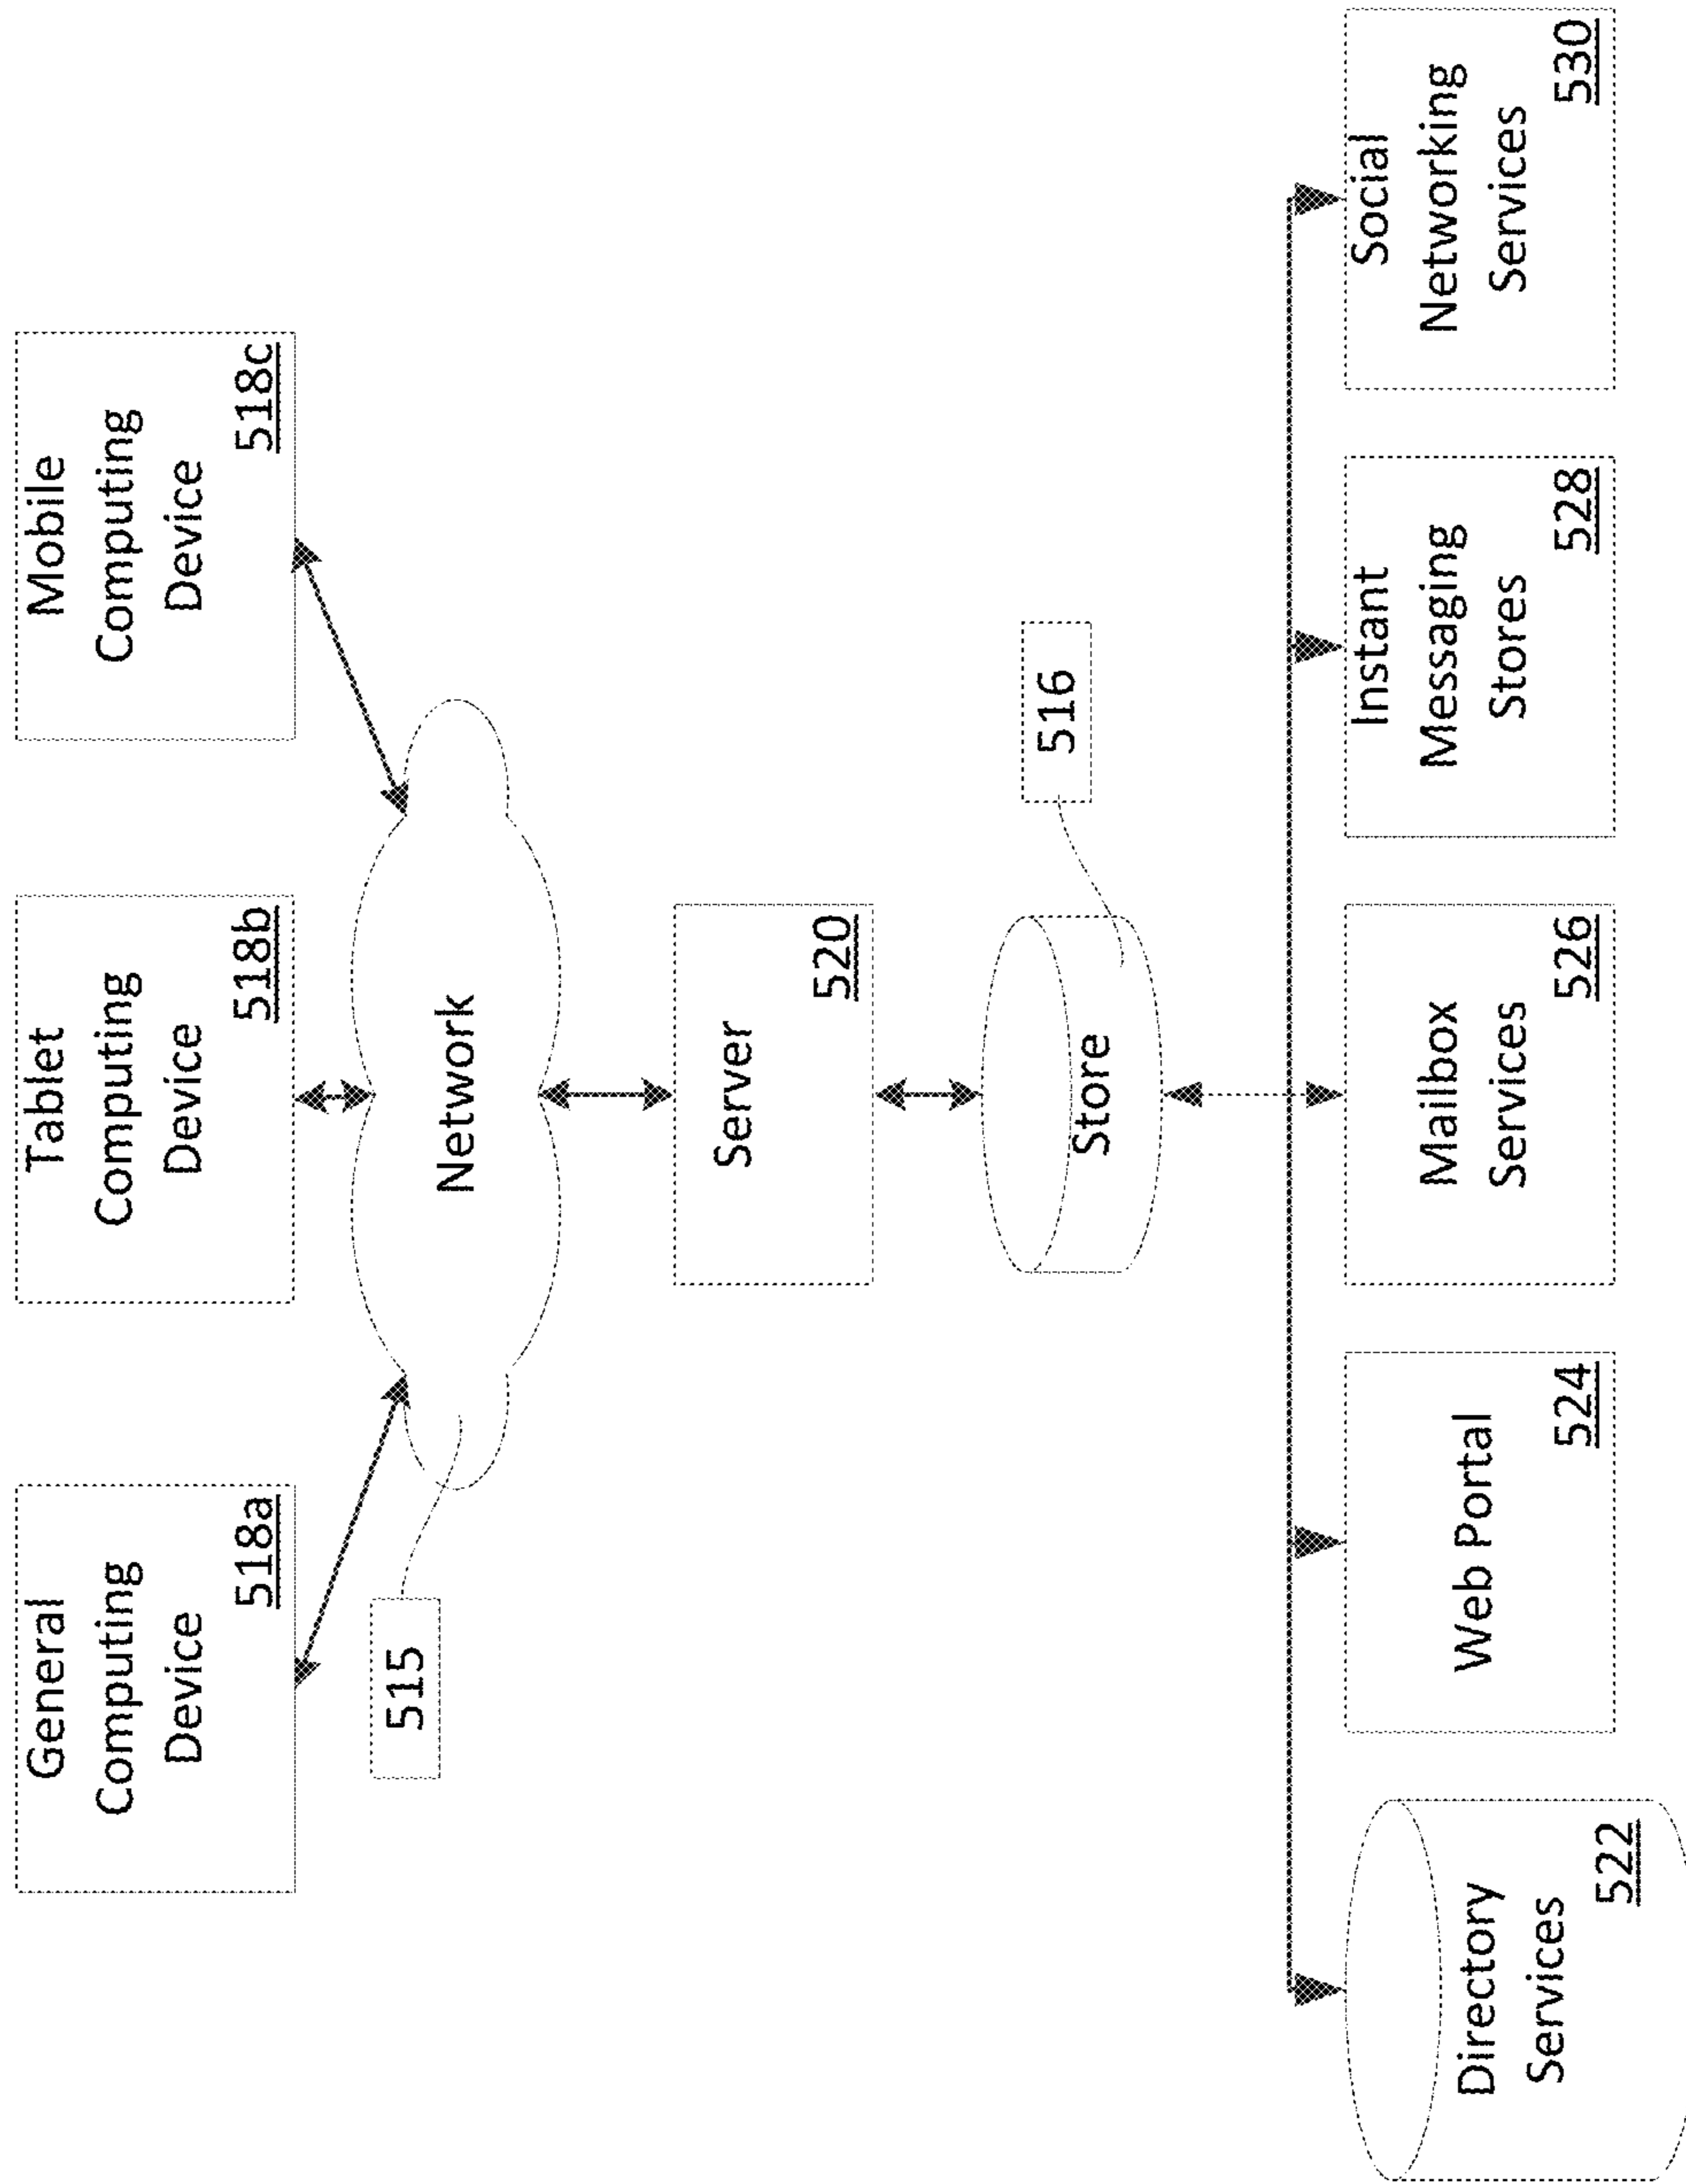 General
Computing
Device
518a
Tablet
Computing
Device
518b
Mobile
Computing
Device
518c
515
Network
Server
520
Store
516
Directory
Services
522
Web Portal
524
Mailbox
Services
526
Instant
Messaging
Stores
528
Social
Networking
Services
530